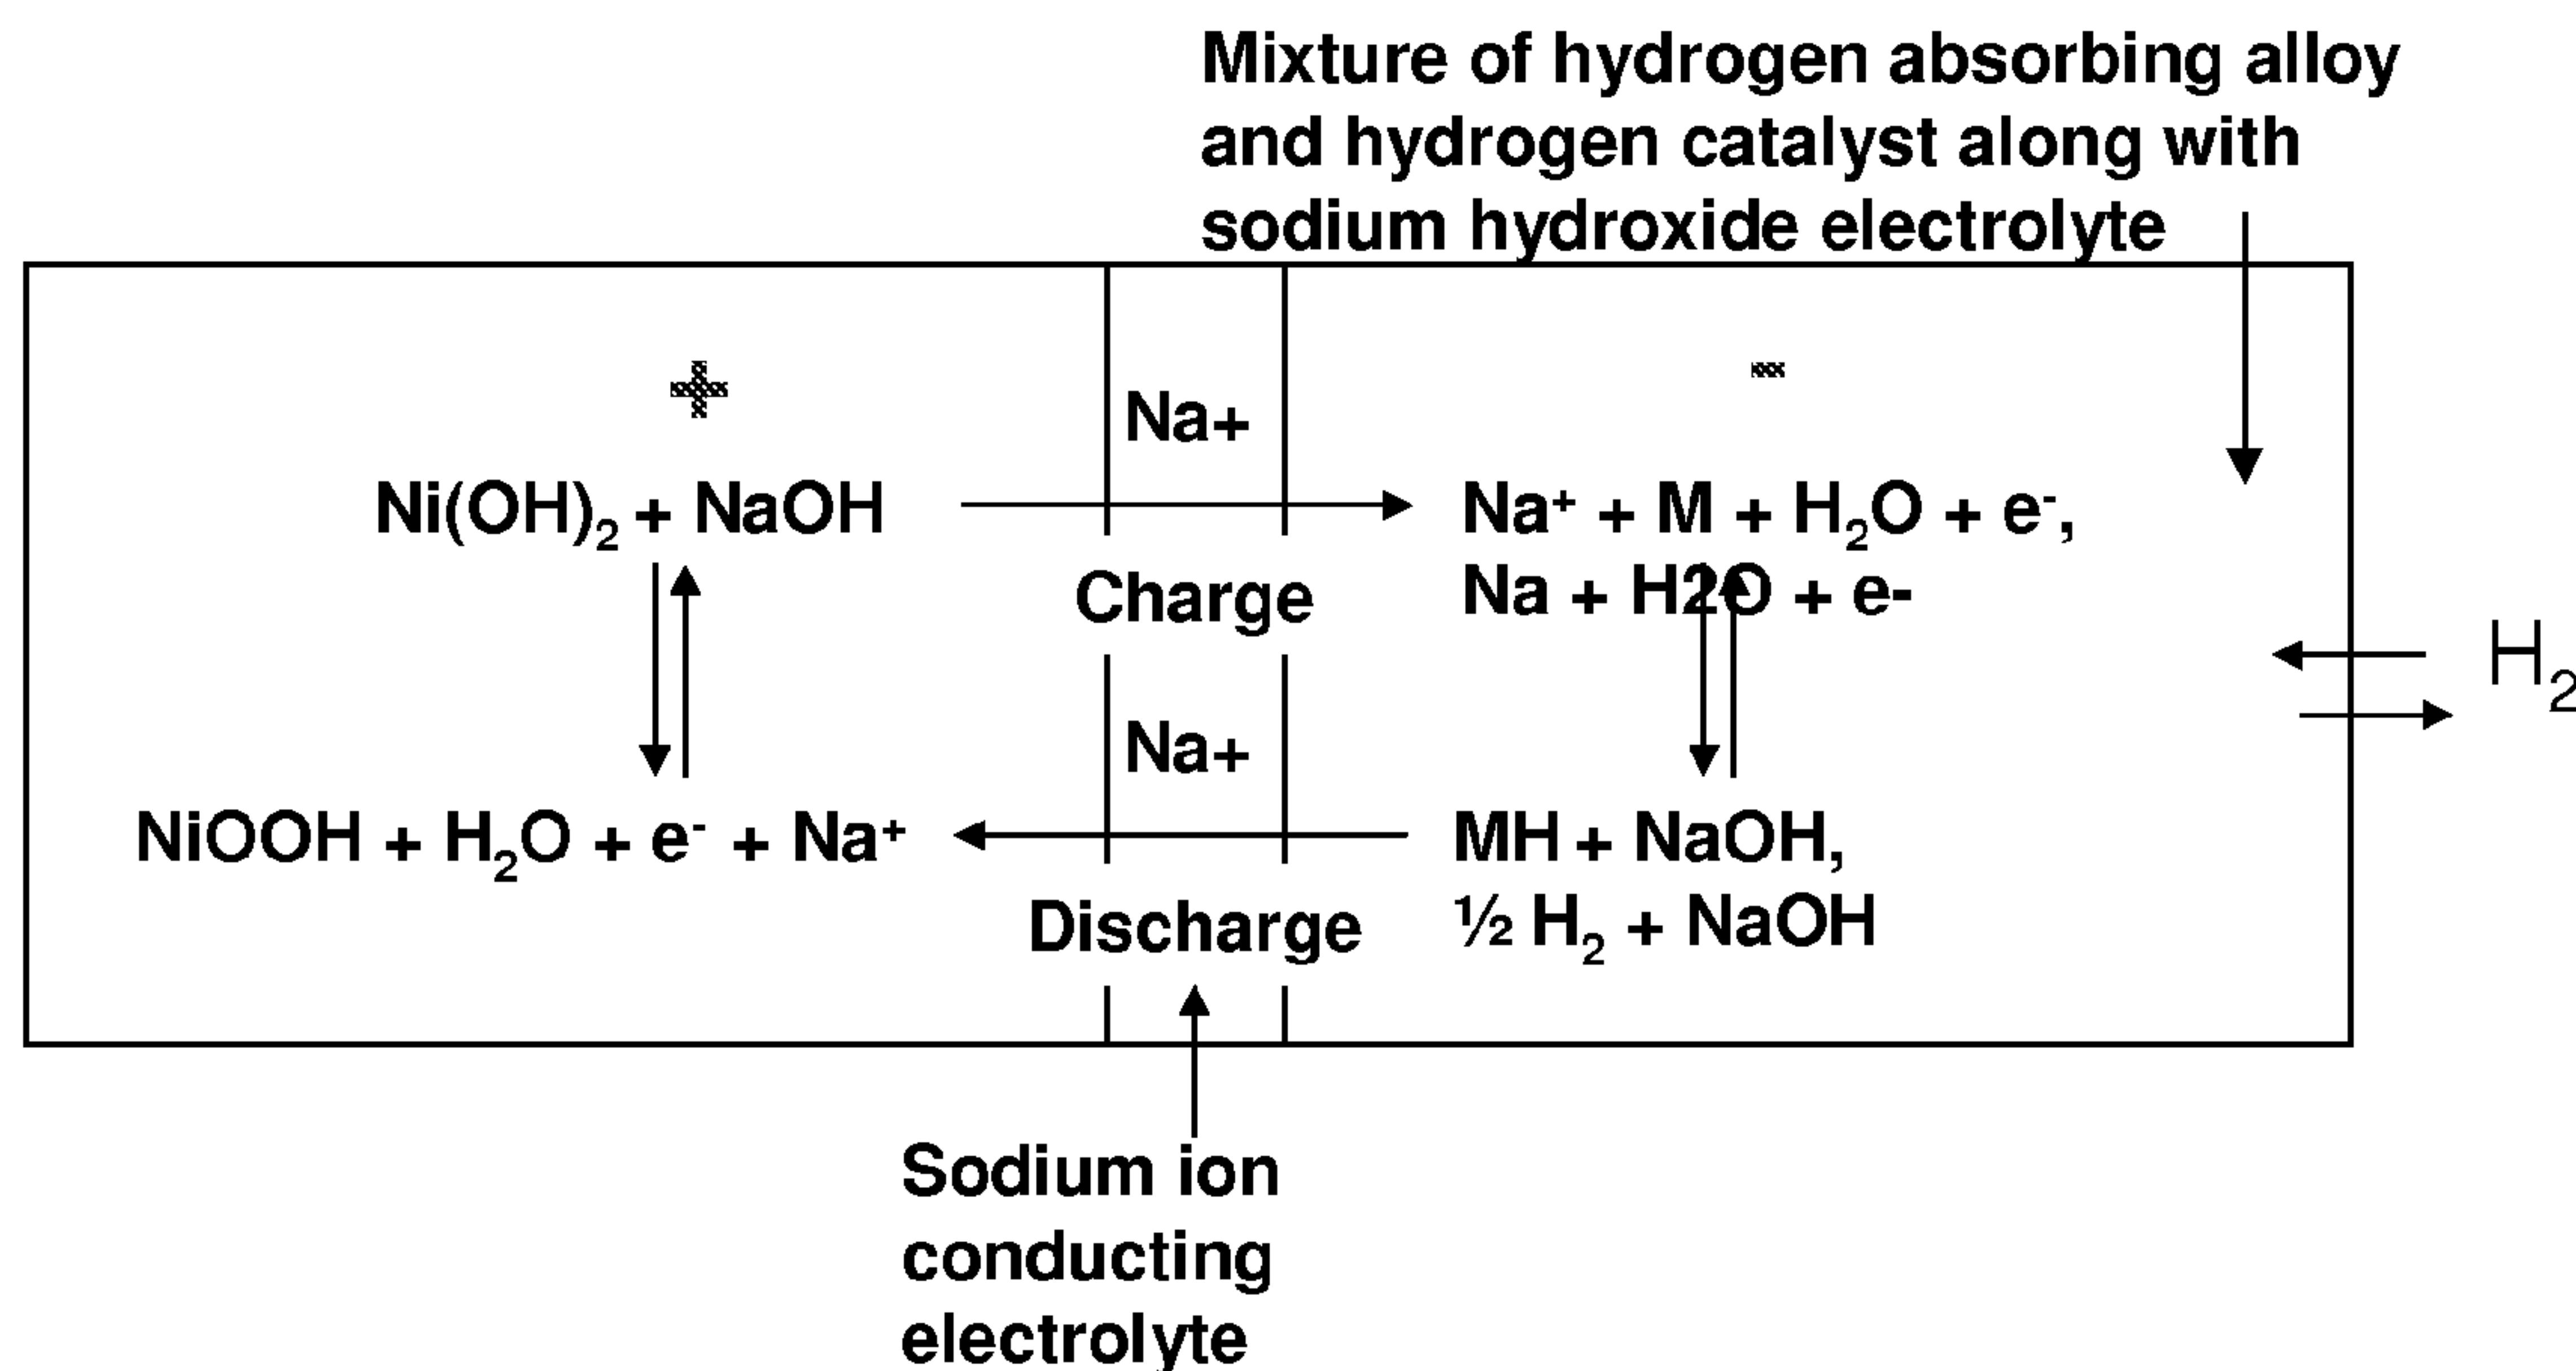 Mixture of hydrogen absorbing alloy
and hydrogen catalyst along with
sodium hydroxide electrolyte
+
-
Na+
Ni(OH)₂ + NaOH
Na⁺ + M + H₂O + e⁻,
Na + H2O + e-
Charge
H₂
Na+
NiOOH + H₂O + e⁻ + Na⁺
MH + NaOH,
½ H₂ + NaOH
Discharge
Sodium ion
conducting
electrolyte